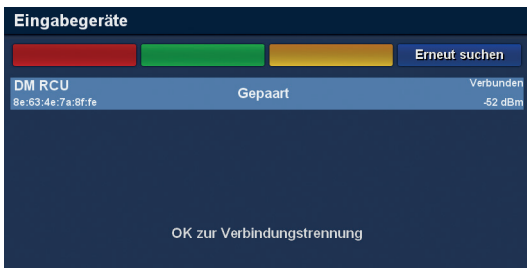 Eingabegeräte
Erneut suchen
DM RCU
8e:63:4e:7a:8f:fe
Gepaart
Verbunden
-52 dBm
OK zur Verbindungstrennung